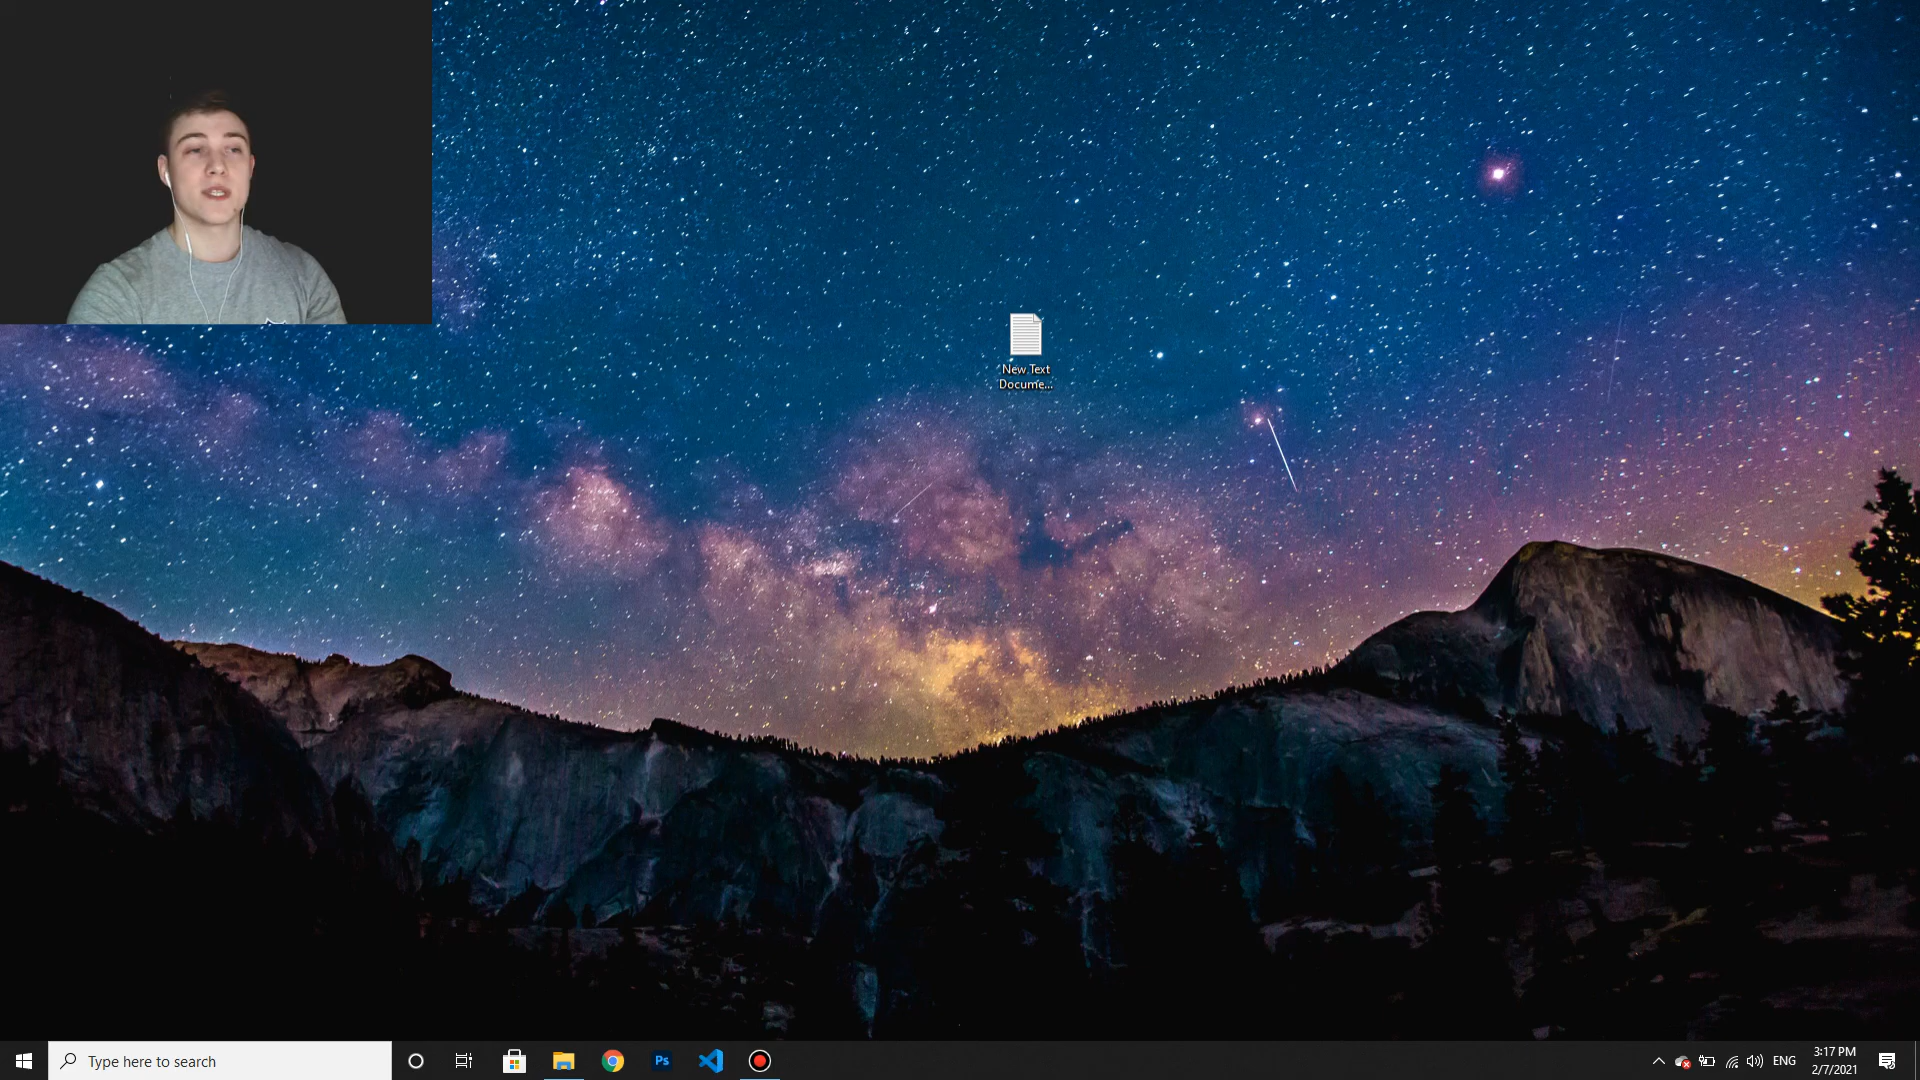 New Text
Docume...
Type here to search
Ps
ENG
3:17 PM
2/7/2021